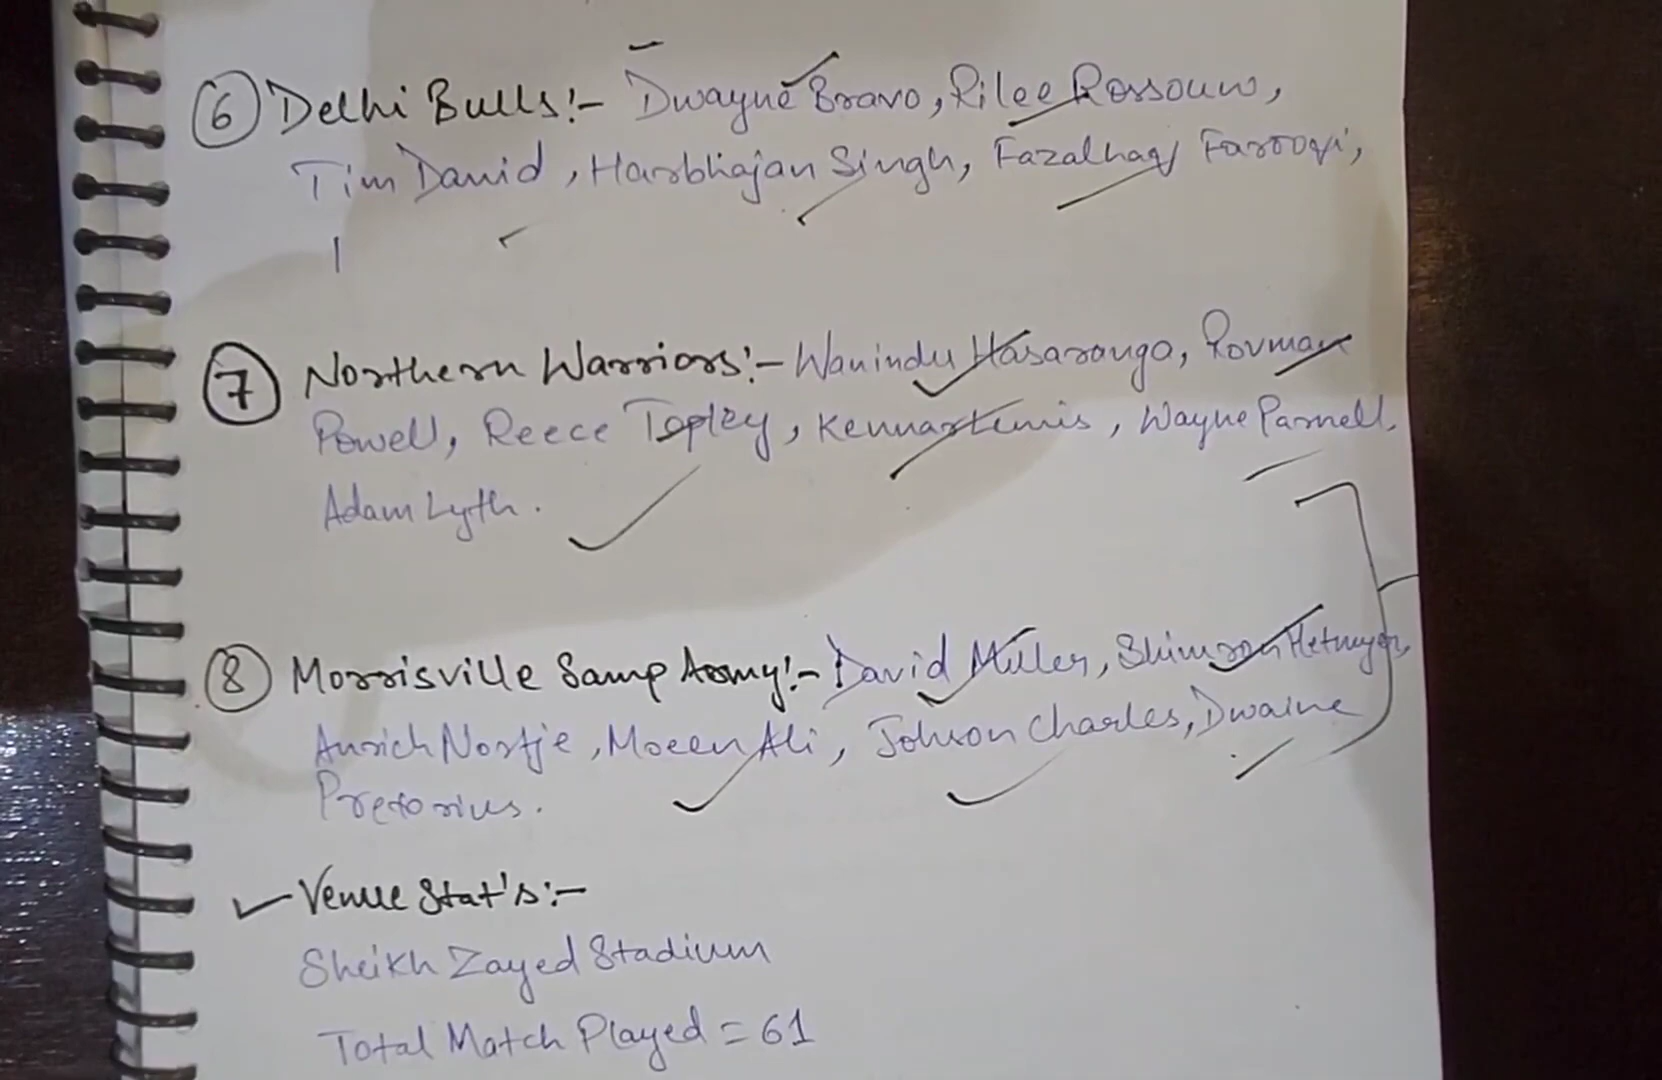 6 Delhi Bulls:- Dwayne Bravo, Rilee Rossouw,
Tim David, Harbhajan Singh, Fazalhaq Farooqi,
7 Northern Warriors:- Wanindu Hasaranga, Rovman
Powell, Reece Topley, Kennar Lewis, Wayne Parnell,
Adam Lyth.
8 Morrisville Samp Army:- David Miller, Shimron Hetmyer,
Anrich Nortje, Moeen Ali, Johnson Charles, Dwaine
Pretorius.
Venue Stat's:-
Sheikh Zayed Stadium
Total Match Played = 61